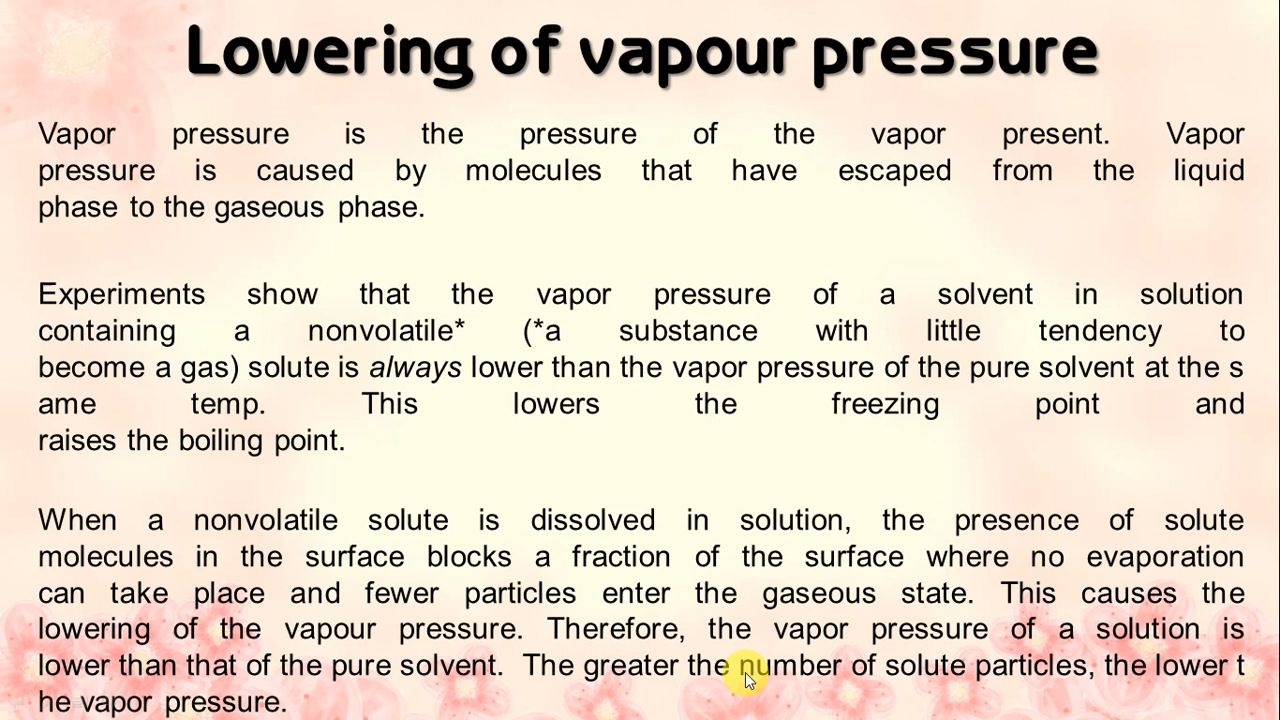 Lowering of vapour pressure
Vapor pressure is the pressure of the vapor present. Vapor
pressure is caused by molecules that have escaped from the liquid
phase to the gaseous phase.
Experiments show that the vapor pressure of a solvent in solution
containing a nonvolatile* (*a substance with little tendency to
become a gas) solute is always lower than the vapor pressure of the pure solvent at the s
ame temp. This lowers the freezing point and
raises the boiling point.
When a nonvolatile solute is dissolved in solution, the presence of solute
molecules in the surface blocks a fraction of the surface where no evaporation
can take place and fewer particles enter the gaseous state. This causes the
lowering of the vapour pressure. Therefore, the vapor pressure of a solution is
lower than that of the pure solvent. The greater the number of solute particles, the lower t
he vapor pressure.